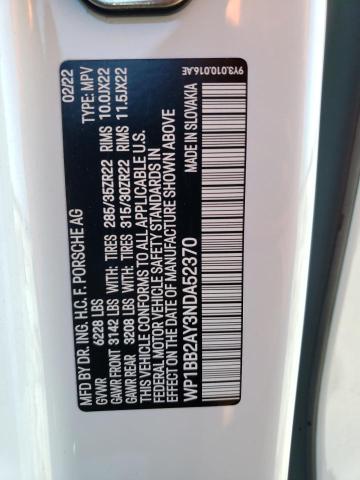 MFD BY DR. ING. H.C. F. PORSCHE AG 02/22
GVWR 6228 LBS TYPE: MPV
GAWR FRONT 3142 LBS WITH TIRES 285/35ZR22 RIMS 10.0JX22
GAWR REAR 3208 LBS WITH TIRES 315/30ZR22 RIMS 11.5JX22
THIS VEHICLE CONFORMS TO ALL APPLICABLE U.S.
FEDERAL MOTOR VEHICLE SAFETY STANDARDS IN
EFFECT ON THE DATE OF MANUFACTURE SHOWN ABOVE
WP1BB2AY3NDA52370 MADE IN SLOVAKIA
9Y3.010.016.AE